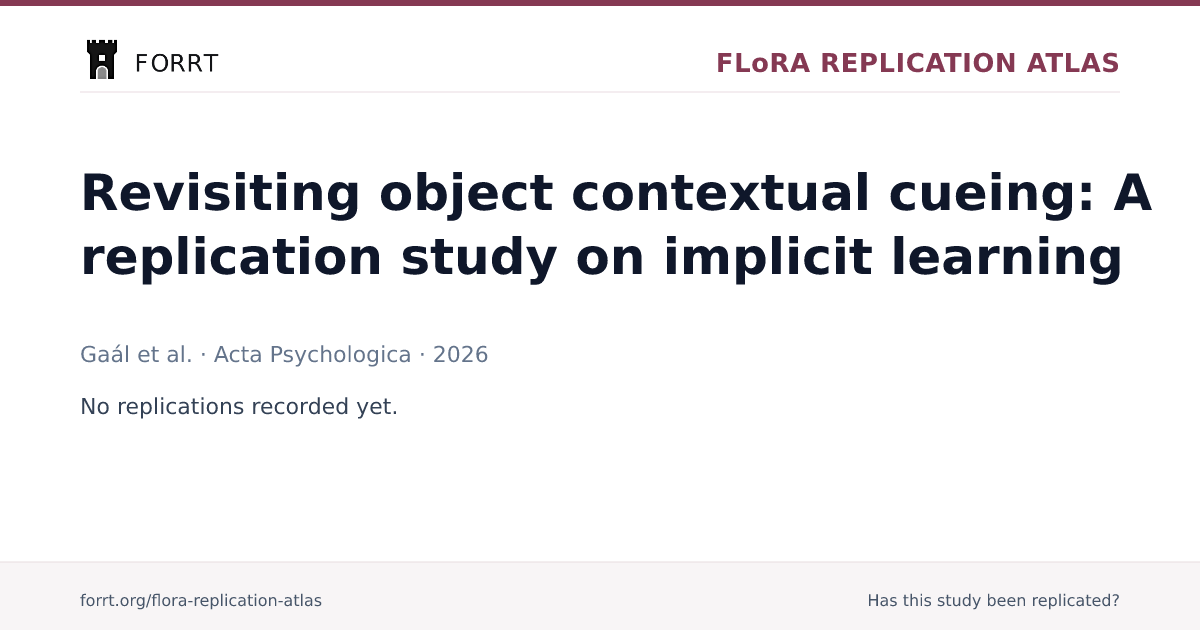 FORRT
FLoRA REPLICATION ATLAS
Revisiting object contextual cueing: A
replication study on implicit learning
Gaál et al. · Acta Psychologica · 2026
No replications recorded yet.
forrt.org/flora-replication-atlas
Has this study been replicated?